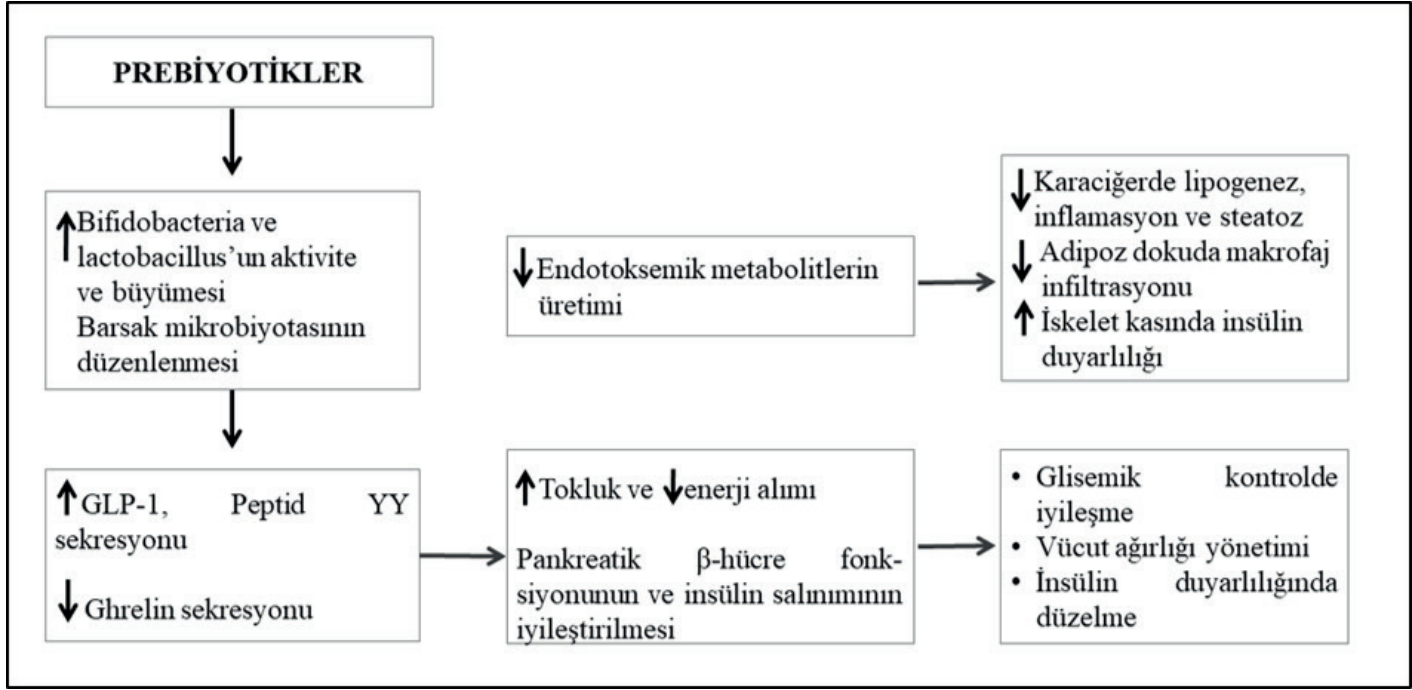 PREBİYOTİKLER
↑Bifidobacteria ve
lactobacillus’un aktivite
ve büyümesi
Barsak mikrobiyotasının
düzenlenmesi
↓Endotoksemik metabolitlerin
üretimi
↓Karaciğerde lipogenez,
inflamasyon ve steatoz
↓ Adipoz dokuda makrofaj
infiltrasyonu
↑ İskelet kasında insülin
duyarlılığı
↑GLP-1, Peptid YY
sekresyonu
↓ Ghrelin sekresyonu
↑Tokluk ve ↓enerji alımı
Pankreatik β-hücre fonk-
siyonunun ve insülin salınımının
iyileştirilmesi
• Glisemik kontrolde
iyileşme
• Vücut ağırlığı yönetimi
• İnsülin duyarlılığında
düzelme